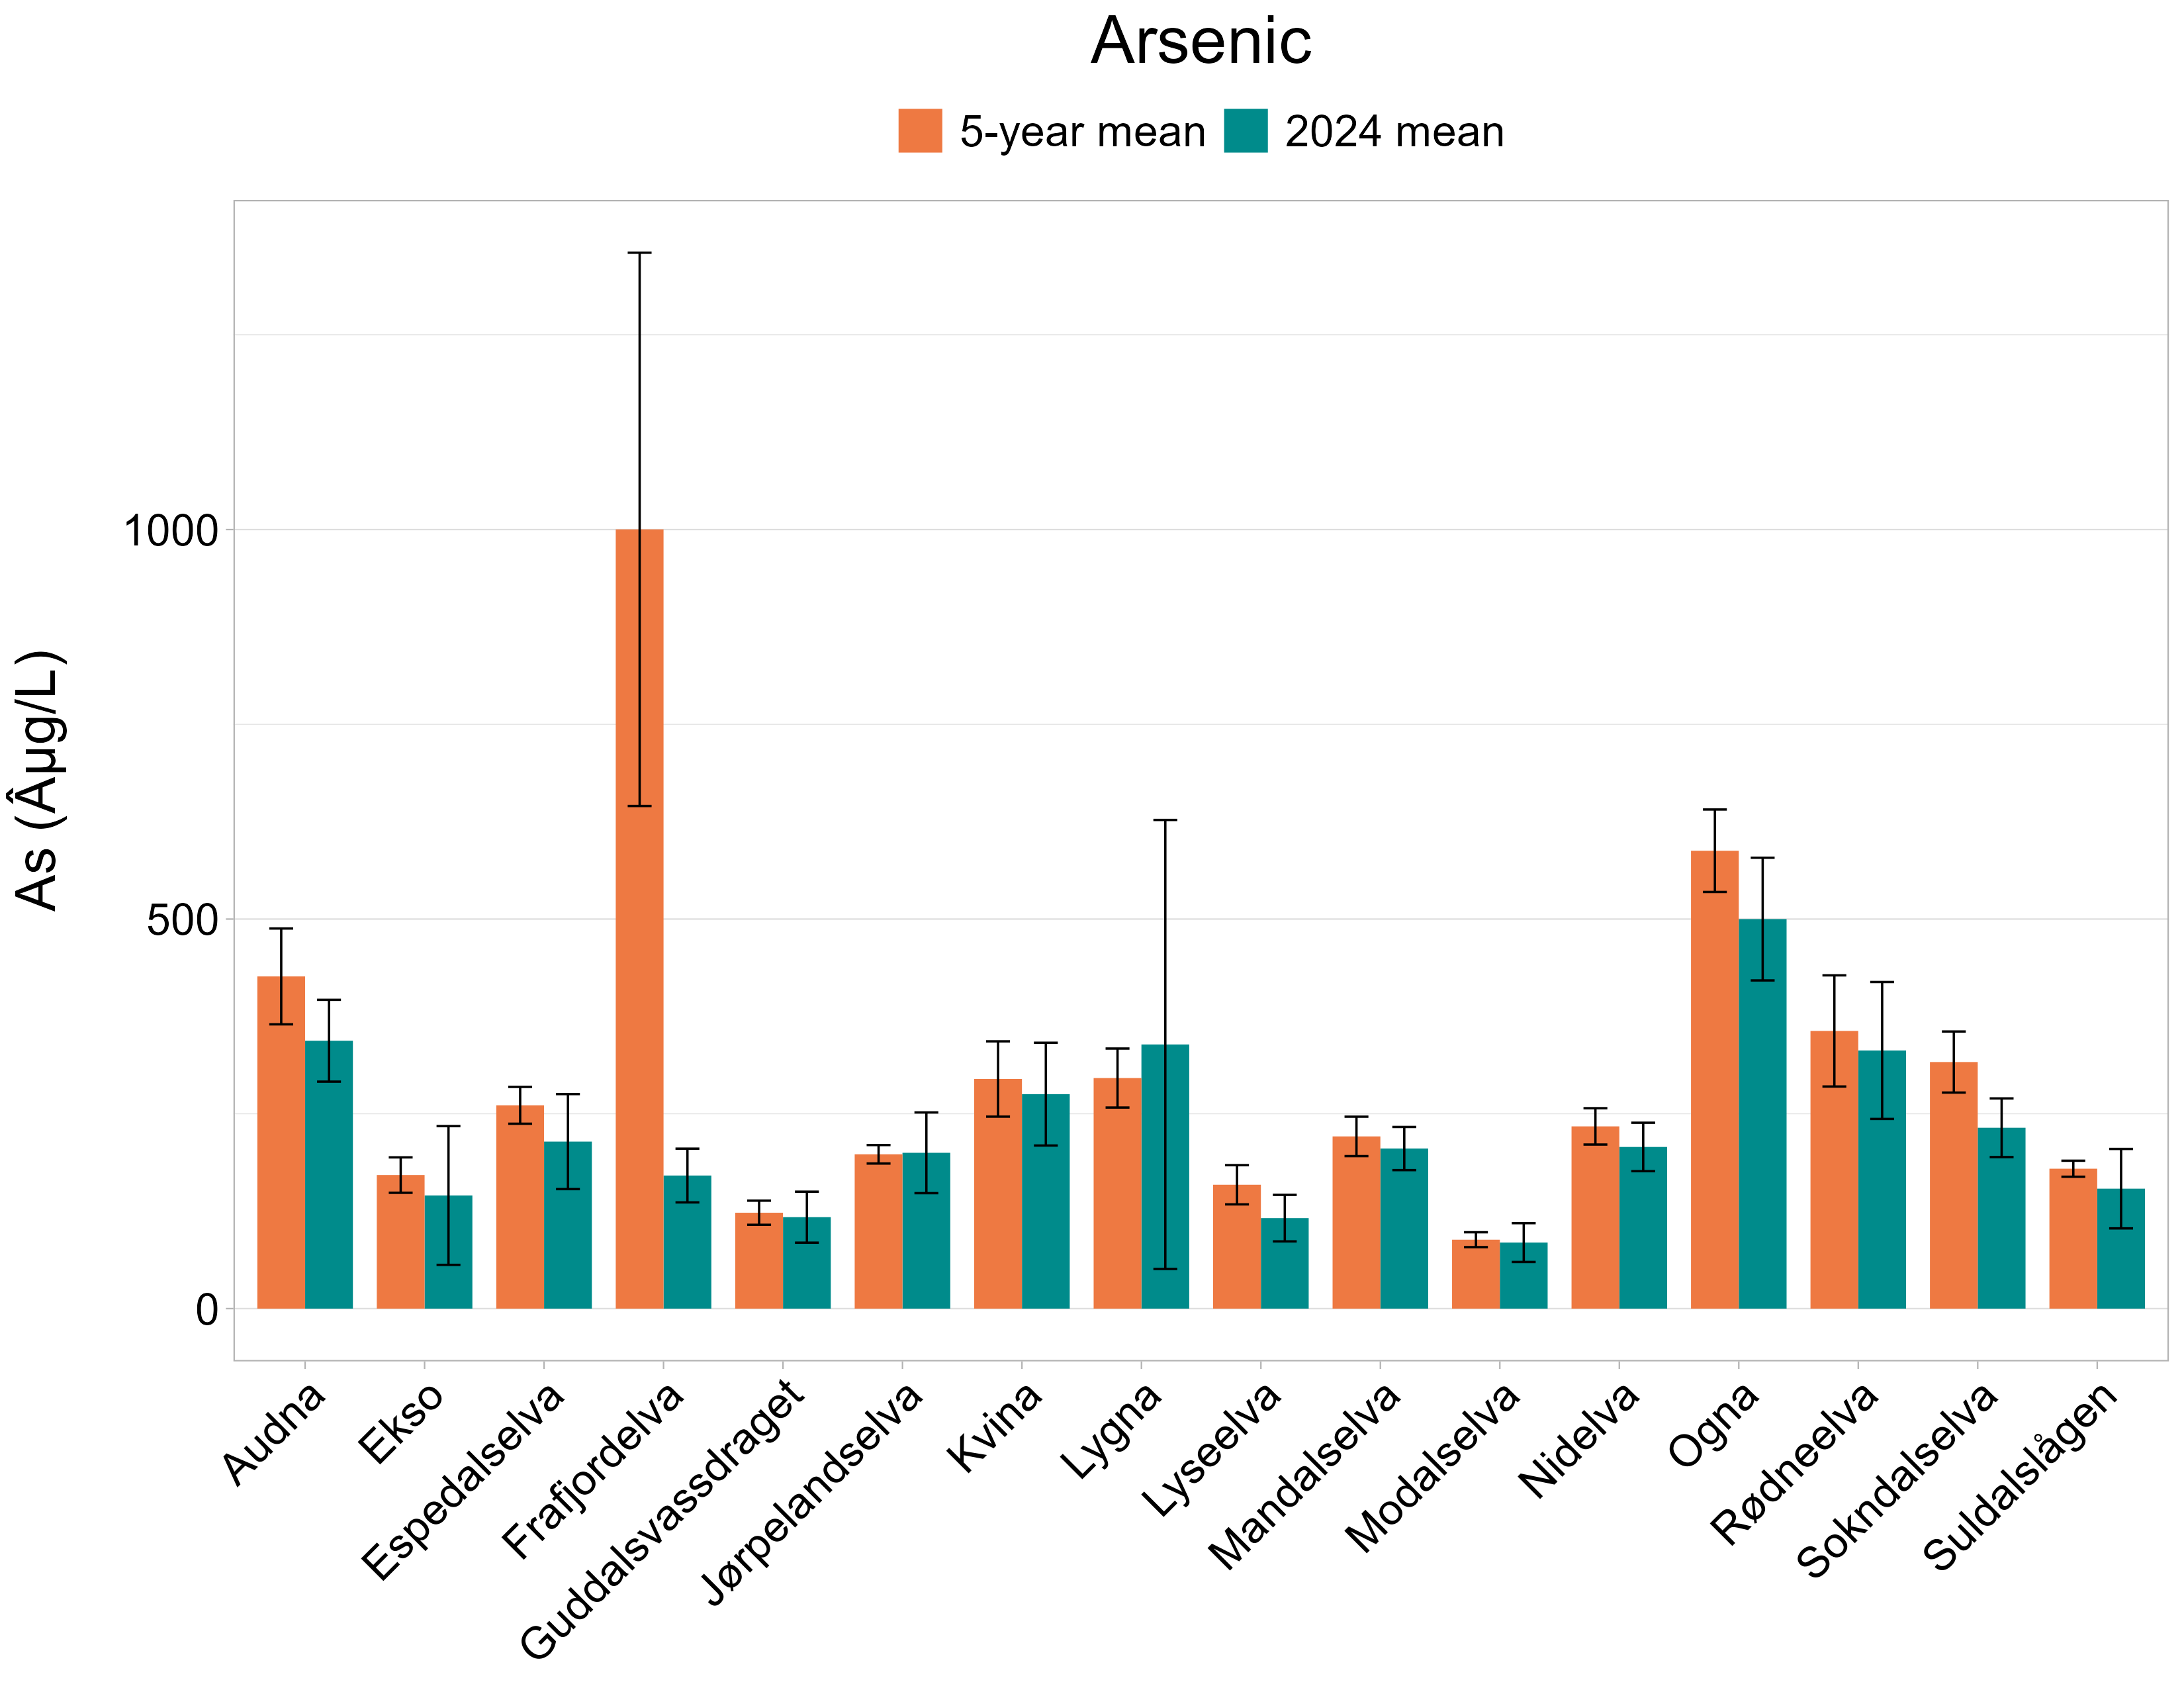 Arsenic
5-year mean 2024 mean
As (Âµg/L)
1000
500
0
Audna
Ekso
Espedalselva
Frafjordelva
Guddalsvassdraget
Jørpelandselva
Kvina
Lygna
Lyseelva
Mandalselva
Modalselva
Nidelva
Ogna
Rødneelva
Sokndalselva
Suldalslågen